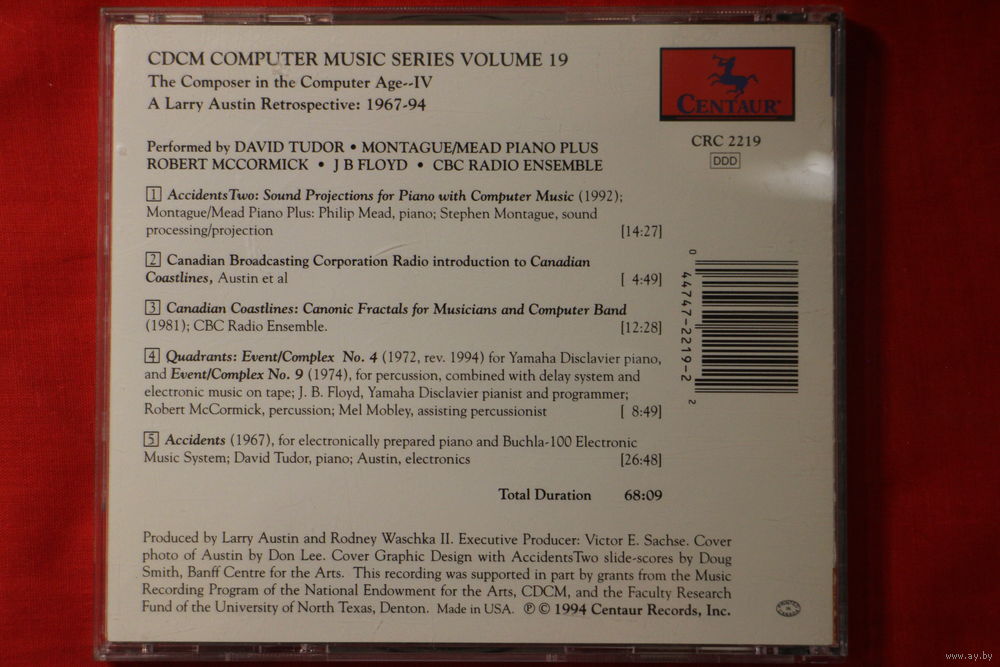 CDCM COMPUTER MUSIC SERIES VOLUME 19
The Composer in the Computer Age--IV
A Larry Austin Retrospective: 1967-94
CENTAUR®
CRC 2219
DDD
Performed by DAVID TUDOR • MONTAGUE/MEAD PIANO PLUS
ROBERT MCCORMICK • J B FLOYD • CBC RADIO ENSEMBLE
1 AccidentsTwo: Sound Projections for Piano with Computer Music (1992);
Montague/Mead Piano Plus: Philip Mead, piano; Stephen Montague, sound
processing/projection [14:27]
2 Canadian Broadcasting Corporation Radio introduction to Canadian
Coastlines, Austin et al [ 4:49]
3 Canadian Coastlines: Canonic Fractals for Musicians and Computer Band
(1981); CBC Radio Ensemble. [12:28]
4 Quadrants: Event/Complex No. 4 (1972, rev. 1994) for Yamaha Disclavier piano,
and Event/Complex No. 9 (1974), for percussion, combined with delay system and
electronic music on tape; J. B. Floyd, Yamaha Disclavier pianist and programmer;
Robert McCormick, percussion; Mel Mobley, assisting percussionist [ 8:49]
5 Accidents (1967), for electronically prepared piano and Buchla-100 Electronic
Music System; David Tudor, piano; Austin, electronics [26:48]
Total Duration 68:09
0 44747-2219-2 2
Produced by Larry Austin and Rodney Waschka II. Executive Producer: Victor E. Sachse. Cover
photo of Austin by Don Lee. Cover Graphic Design with AccidentsTwo slide-scores by Doug
Smith, Banff Centre for the Arts. This recording was supported in part by grants from the Music
Recording Program of the National Endowment for the Arts, CDCM, and the Faculty Research
Fund of the University of North Texas, Denton. Made in USA. ℗ © 1994 Centaur Records, Inc.
www.ay.by